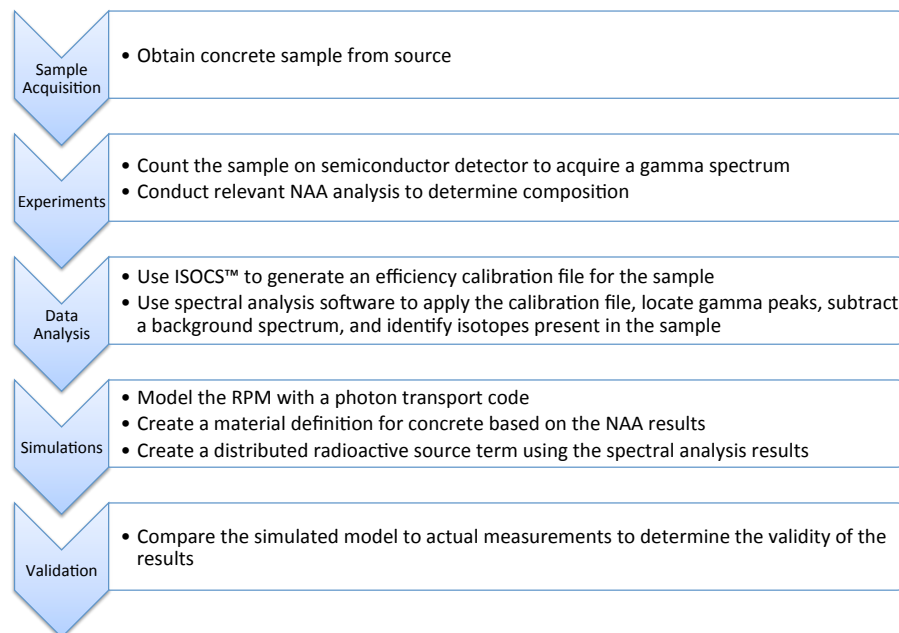 Sample
Acquisition
• Obtain concrete sample from source
Experiments
• Count the sample on semiconductor detector to acquire a gamma spectrum
• Conduct relevant NAA analysis to determine composition
Data
Analysis
• Use ISOCS™ to generate an efficiency calibration file for the sample
• Use spectral analysis software to apply the calibration file, locate gamma peaks, subtract
a background spectrum, and identify isotopes present in the sample
Simulations
• Model the RPM with a photon transport code
• Create a material definition for concrete based on the NAA results
• Create a distributed radioactive source term using the spectral analysis results
Validation
• Compare the simulated model to actual measurements to determine the validity of the
results